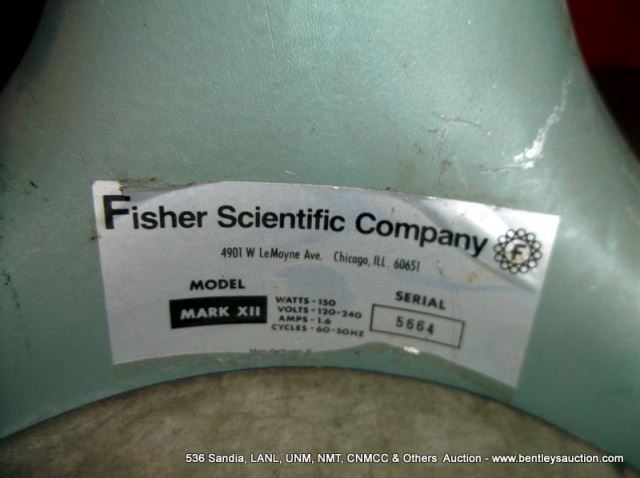 Fisher Scientific Company
F
4901 W LeMoyne Ave. Chicago, ILL. 60651
MODEL
MARK XII
WATTS-150
VOLTS-120-240
AMPS-1.6
CYCLES-60-50HZ
SERIAL
5664
536 Sandia, LANL, UNM, NMT, CNMCC & Others Auction - www.bentleysauction.com